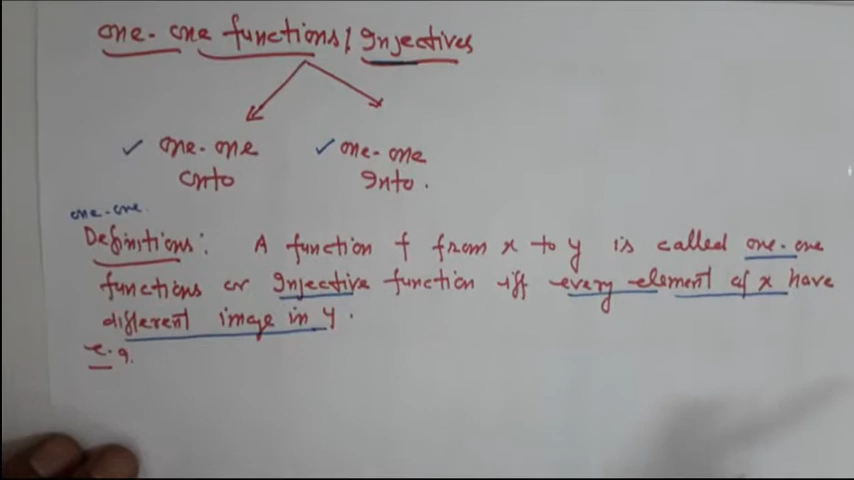 one-one functions/ Injectives
one-one one-one
onto Into.
one-one.
Definitions: A function f from x to y is called one-one
functions or Injective function iff every element of x have
different image in y.
e.g.